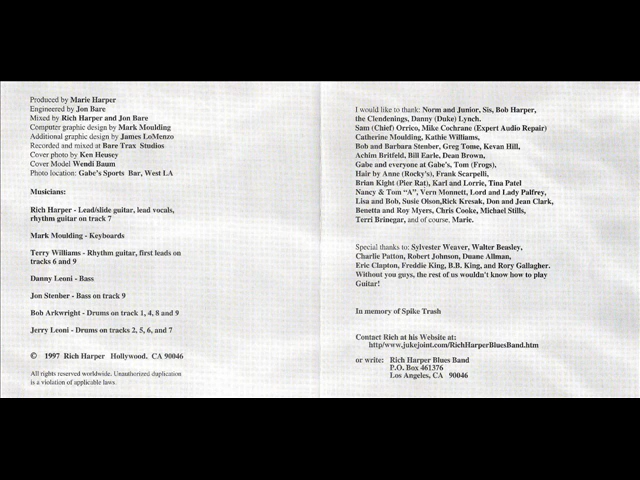 Produced by Marie Harper
Engineered by Jon Bare
Mixed by Rich Harper and Jon Bare
Computer graphic design by Mark Moulding
Additional graphic design by James LoMenzo
Recorded and mixed at Bare Trax Studios
Cover photo by Ken Heusey
Cover Model Wendi Baum
Photo location: Gabe's Sports Bar, West LA
Musicians:
Rich Harper - Lead/slide guitar, lead vocals,
rhythm guitar on track 7
Mark Moulding - Keyboards
Terry Williams - Rhythm guitar, first leads on
tracks 6 and 9
Danny Leoni - Bass
Jon Stenber - Bass on track 9
Bob Arkwright - Drums on track 1, 4, 8 and 9
Jerry Leoni - Drums on tracks 2, 5, 6, and 7
© 1997 Rich Harper Hollywood, CA 90046
All rights reserved worldwide. Unauthorized duplication
is a violation of applicable laws.
I would like to thank: Norm and Junior, Sis, Bob Harper,
the Clendenings, Danny (Duke) Lynch.
Sam (Chief) Orrico, Mike Cochrane (Expert Audio Repair)
Catherine Moulding, Kathie Williams,
Bob and Barbara Stenber, Greg Tome, Kevan Hill,
Achim Britfeld, Bill Earle, Dean Brown,
Gabe and everyone at Gabe's, Tom (Frogs),
Hair by Anne (Rocky's), Frank Scarpelli,
Brian Kight (Pier Rat), Karl and Lorrie, Tina Patel
Nancy & Tom "A", Vern Monnett, Lord and Lady Palfrey,
Lisa and Bob, Susie Olson,Rick Kresak, Don and Jean Clark,
Benetta and Roy Myers, Chris Cooke, Michael Stills,
Terri Brinegar, and of course, Marie.
Special thanks to: Sylvester Weaver, Walter Beasley,
Charlie Patton, Robert Johnson, Duane Allman,
Eric Clapton, Freddie King, B.B. King, and Rory Gallagher.
Without you guys, the rest of us wouldn't know how to play
Guitar!
In memory of Spike Trash
Contact Rich at his Website at:
http/www.jukejoint.com/RichHarperBluesBand.htm
or write: Rich Harper Blues Band
P.O. Box 461376
Los Angeles, CA 90046